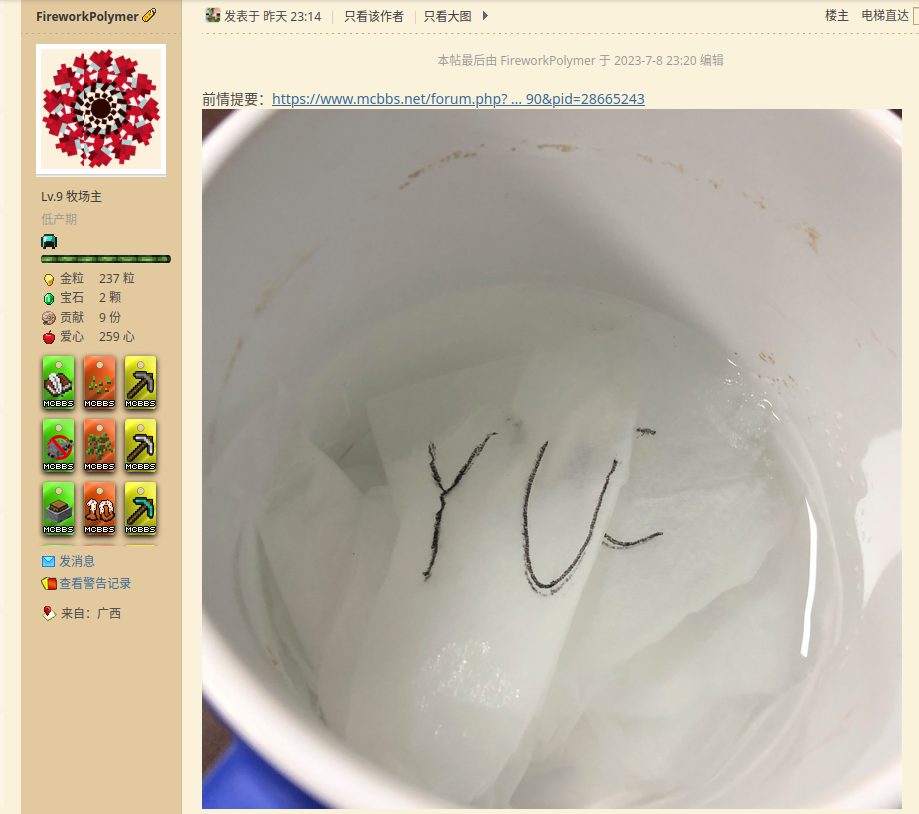 FireworkPolymer
发表于 昨天 23:14 | 只看该作者 | 只看大图
楼主 电梯直达
本帖最后由 FireworkPolymer 于 2023-7-8 23:20 编辑
前情提要：https://www.mcbbs.net/forum.php? ... 90&pid=28665243
Lv.9 牧场主
低产期
金粒 237 粒
宝石 2 颗
贡献 9 份
爱心 259 心
MCBBS MCBBS MCBBS
MCBBS MCBBS MCBBS
10
MCBBS MCBBS MCBBS
发消息
查看警告记录
来自：广西
YU